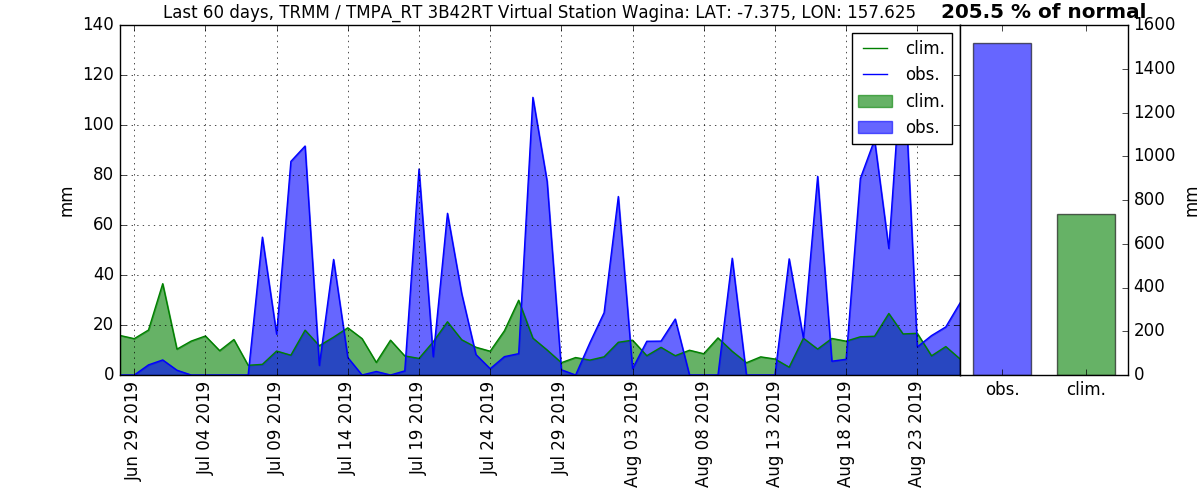 Last 60 days, TRMM / TMPA_RT 3B42RT Virtual Station Wagina: LAT: -7.375, LON: 157.625
205.5 % of normal
140
120
100
80
60
40
20
0
mm
clim.
obs.
clim.
obs.
Jun 29 2019
Jul 04 2019
Jul 09 2019
Jul 14 2019
Jul 19 2019
Jul 24 2019
Jul 29 2019
Aug 03 2019
Aug 08 2019
Aug 13 2019
Aug 18 2019
Aug 23 2019
1600
1400
1200
1000
800
600
400
200
0
mm
obs.
clim.